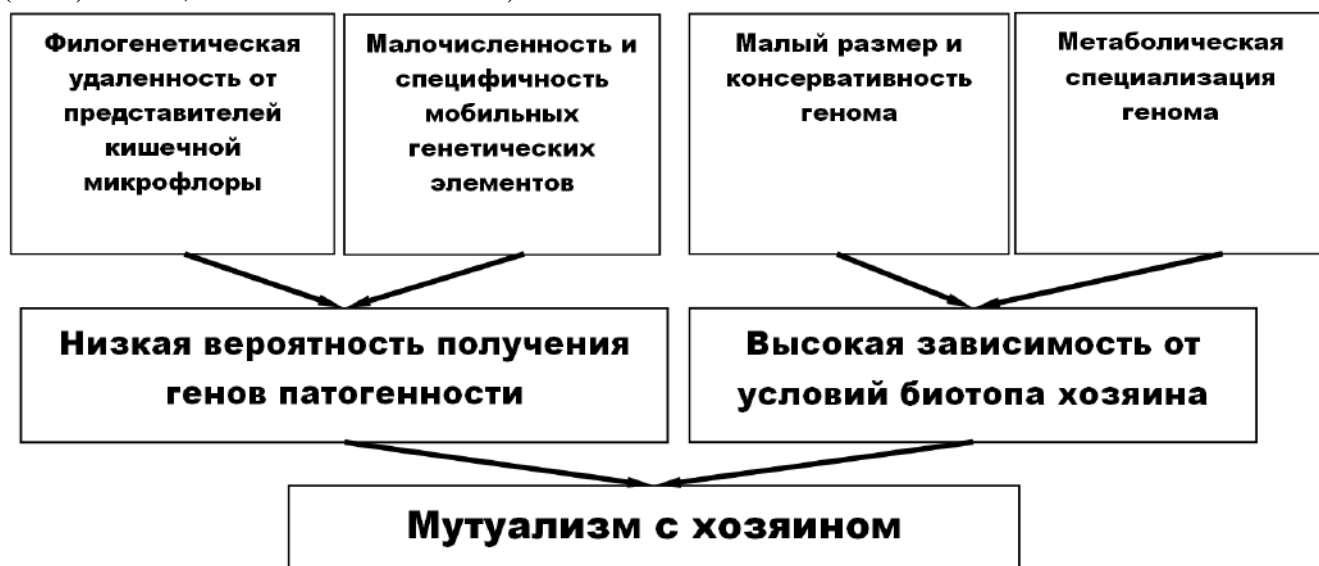 Филогенетическая
удаленность от
представителей
кишечной
микрофлоры
Малочисленность и
специфичность
мобильных
генетических
элементов
Малый размер и
консервативность
генома
Метаболическая
специализация
генома
Низкая вероятность получения
генов патогенности
Высокая зависимость от
условий биотопа хозяина
Мутуализм с хозяином